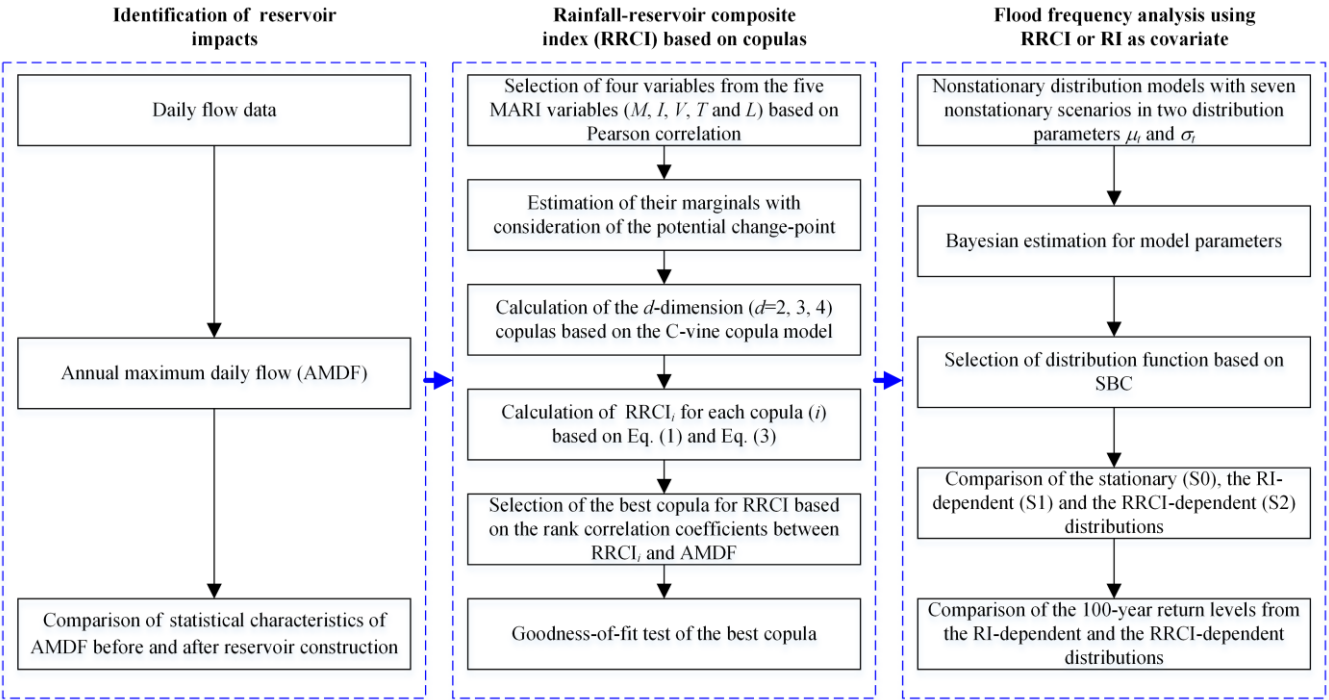 Identification of reservoir
impacts
Daily flow data
Annual maximum daily flow (AMDF)
Comparison of statistical characteristics of
AMDF before and after reservoir construction
Rainfall-reservoir composite
index (RRCI) based on copulas
Selection of four variables from the five
MARI variables (M, I, V, T and L) based on
Pearson correlation
Estimation of their marginals with
consideration of the potential change-point
Calculation of the d-dimension (d=2, 3, 4)
copulas based on the C-vine copula model
Calculation of RRCIi for each copula (i)
based on Eq. (1) and Eq. (3)
Selection of the best copula for RRCI based
on the rank correlation coefficients between
RRCIi and AMDF
Goodness-of-fit test of the best copula
Flood frequency analysis using
RRCI or RI as covariate
Nonstationary distribution models with seven
nonstationary scenarios in two distribution
parameters μt and σt
Bayesian estimation for model parameters
Selection of distribution function based on
SBC
Comparison of the stationary (S0), the RI-
dependent (S1) and the RRCI-dependent (S2)
distributions
Comparison of the 100-year return levels from
the RI-dependent and the RRCI-dependent
distributions